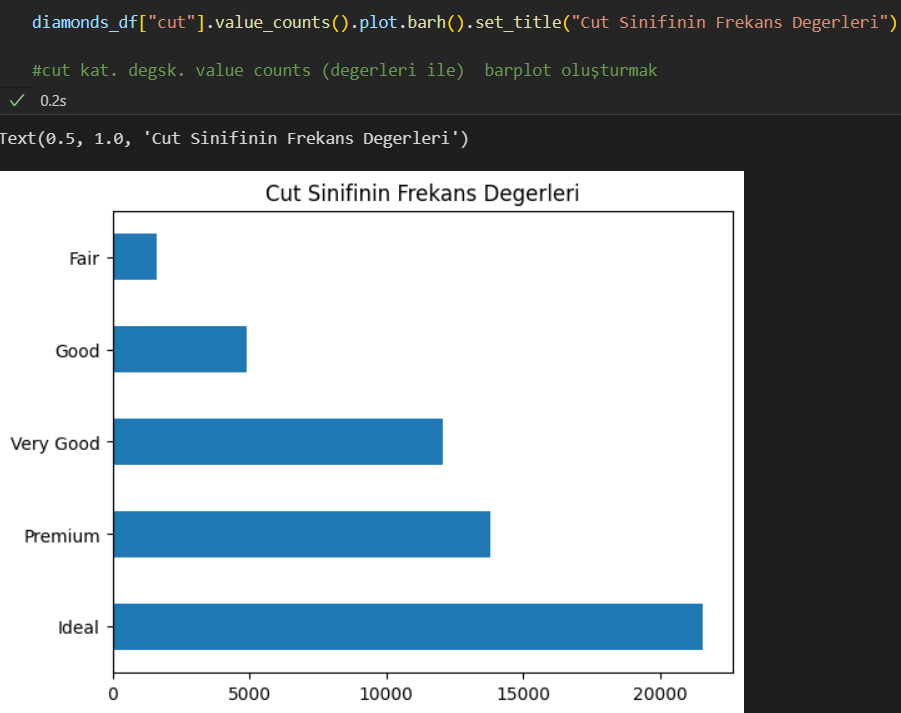 diamonds_df["cut"].value_counts().plot.barh().set_title("Cut Sinifinin Frekans Degerleri")
#cut kat. degsk. value counts (degerleri ile)  barplot oluşturmak
0.2s
Text(0.5, 1.0, 'Cut Sinifinin Frekans Degerleri')
Cut Sinifinin Frekans Degerleri
Fair
Good
Very Good
Premium
Ideal
0 5000 10000 15000 20000